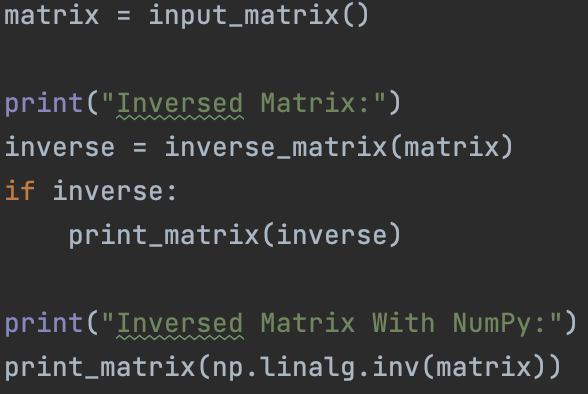 matrix = input_matrix()
print("Inversed Matrix:")
inverse = inverse_matrix(matrix)
if inverse:
    print_matrix(inverse)
print("Inversed Matrix With NumPy:")
print_matrix(np.linalg.inv(matrix))